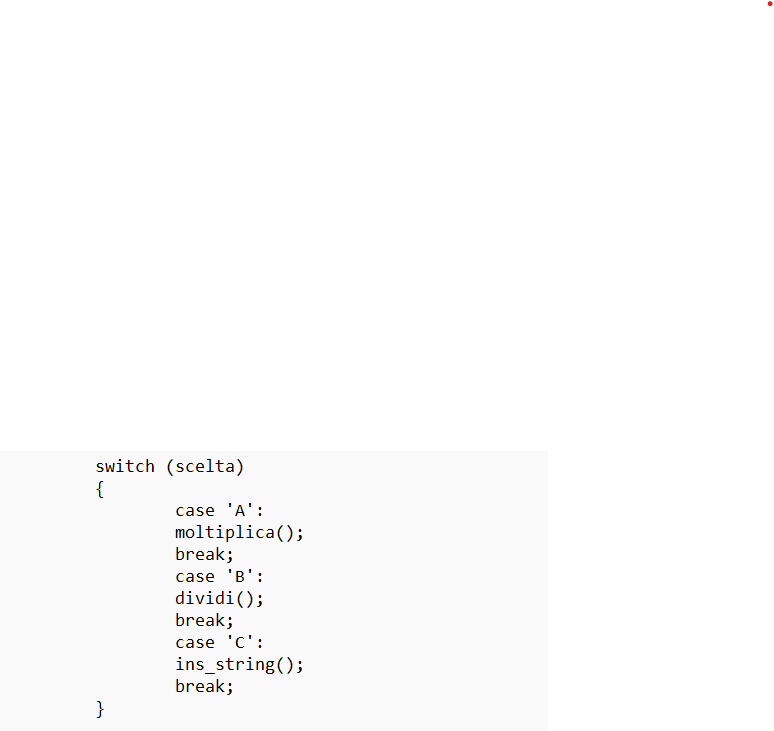 switch (scelta)
{
case 'A':
moltiplica();
break;
case 'B':
dividi();
break;
case 'C':
ins_string();
break;
}